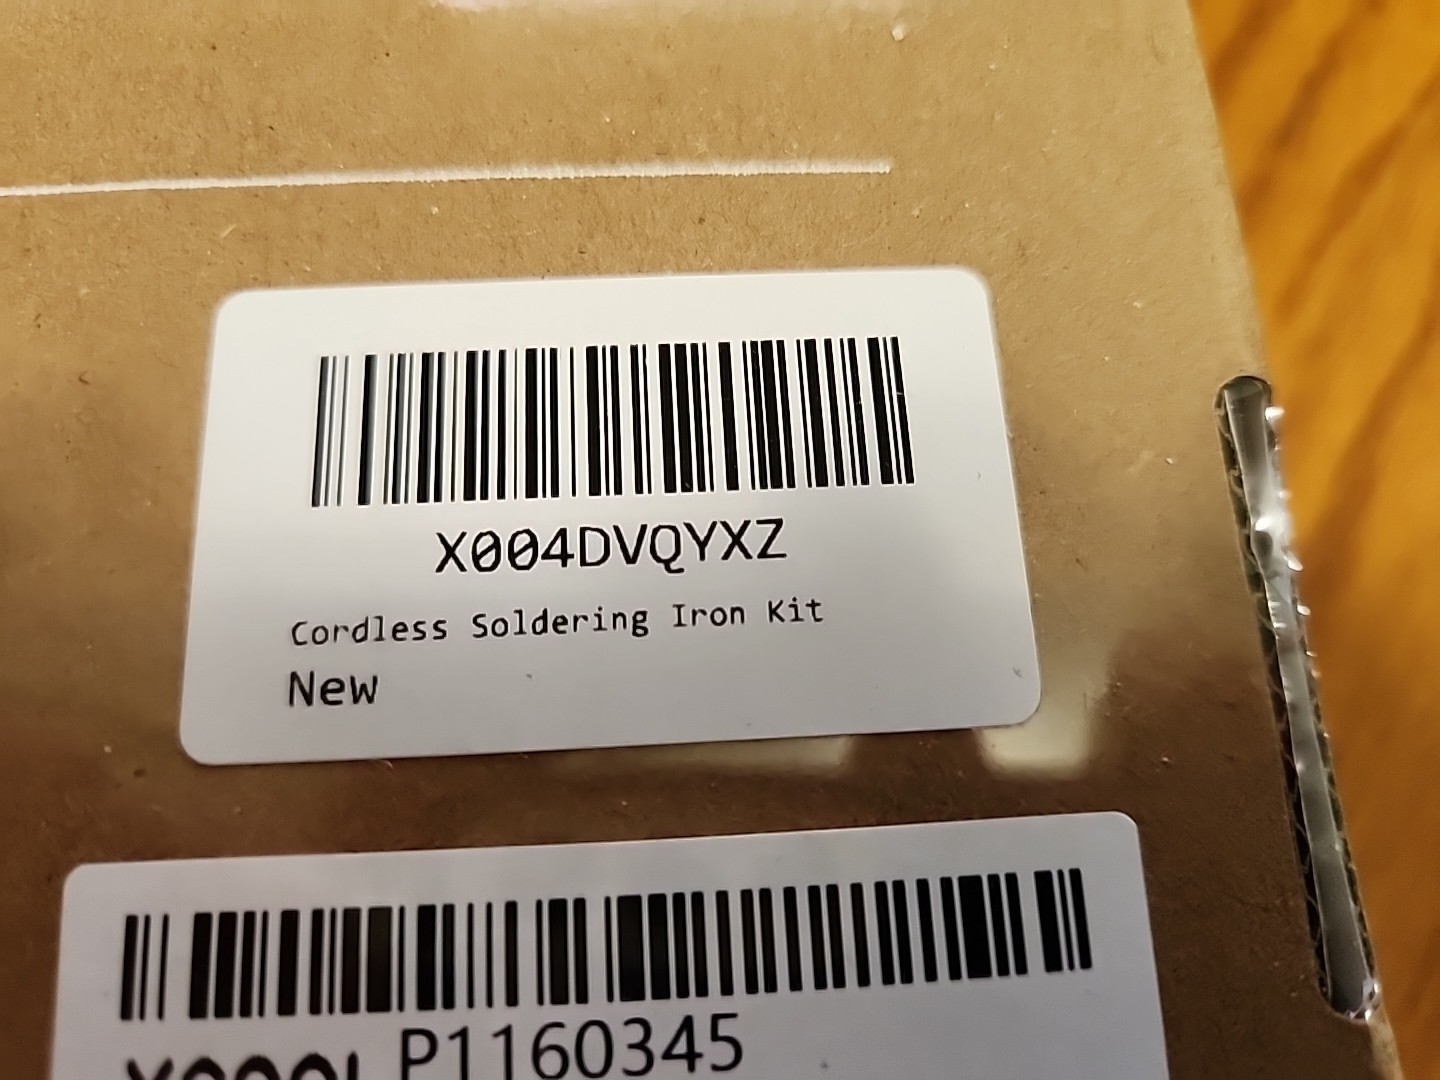 X004DVQYXZ
Cordless Soldering Iron Kit
New
P1160345